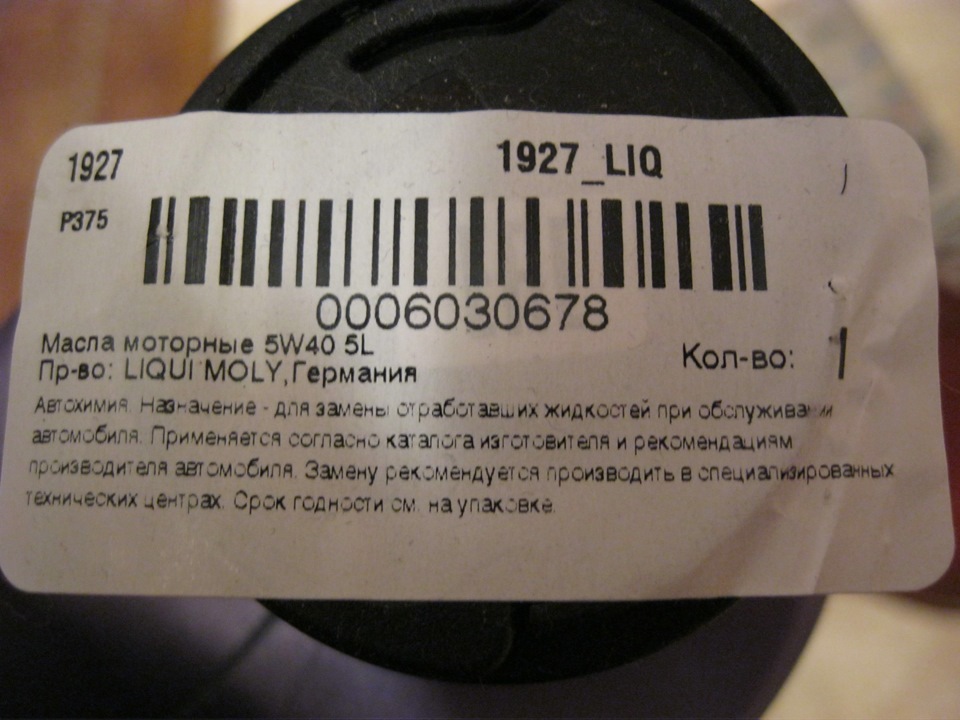 1927
1927_LIQ
P375
0006030678
Масла моторные 5W40 5L
Пр-во: LIQUI MOLY,Германия
Кол-во: 1
Автохимия. Назначение - для замены отработавших жидкостей при обслуживании
автомобиля. Применяется согласно каталога изготовителя и рекомендациям
производителя автомобиля. Замену рекомендуется производить в специализированных
технических центрах. Срок годности см. на упаковке.